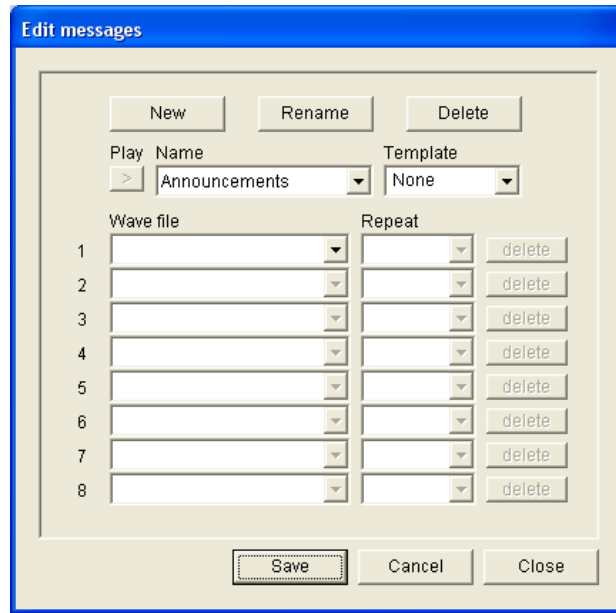 Edit messages
New Rename Delete
Play Name Template
> Announcements None
Wave file Repeat
1 delete
2 delete
3 delete
4 delete
5 delete
6 delete
7 delete
8 delete
Save Cancel Close